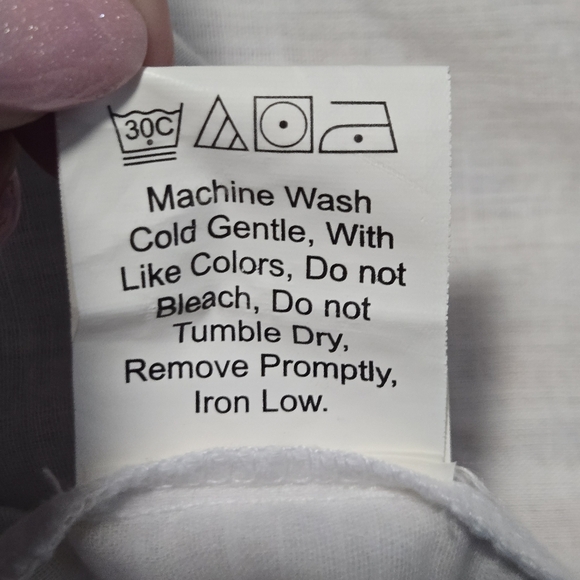 30C
Machine Wash
Cold Gentle, With
Like Colors, Do not
Bleach, Do not
Tumble Dry,
Remove Promptly,
Iron Low.